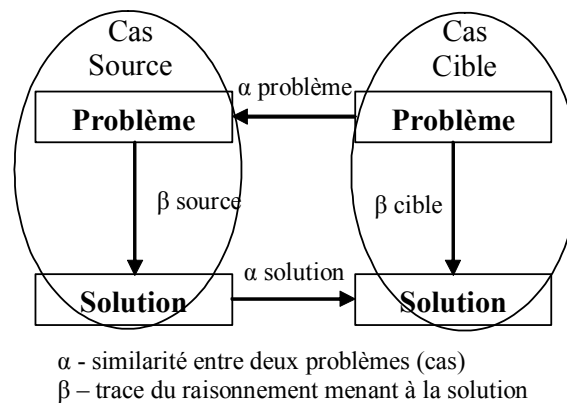 Cas
Source
Cas
Cible
α problème
Problème
Problème
β source
β cible
α solution
Solution
Solution
α - similarité entre deux problèmes (cas)
β – trace du raisonnement menant à la solution